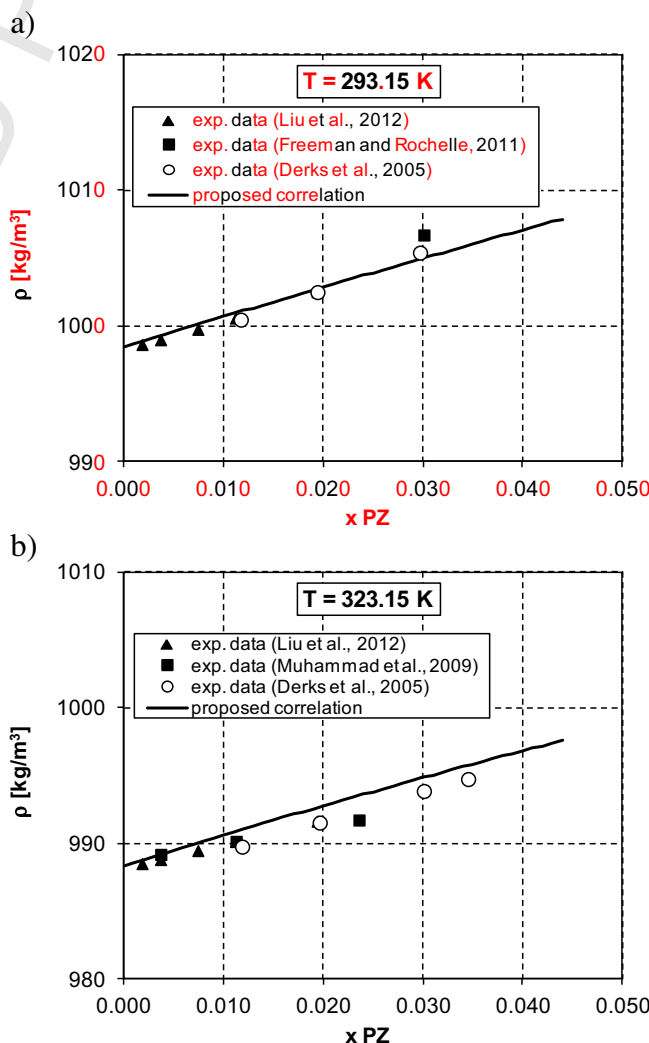 a)
1020
T = 293.15 K
exp. data (Liu et al., 2012)
exp. data (Freeman and Rochelle, 2011)
exp. data (Derks et al., 2005)
proposed correlation
1010
ρ [kg/m³]
1000
990
0.000 0.010 0.020 0.030 0.040 0.050
x PZ
b)
1010
T = 323.15 K
exp. data (Liu et al., 2012)
exp. data (Muhammad et al., 2009)
exp. data (Derks et al., 2005)
proposed correlation
1000
ρ [kg/m³]
990
980
0.000 0.010 0.020 0.030 0.040 0.050
x PZ